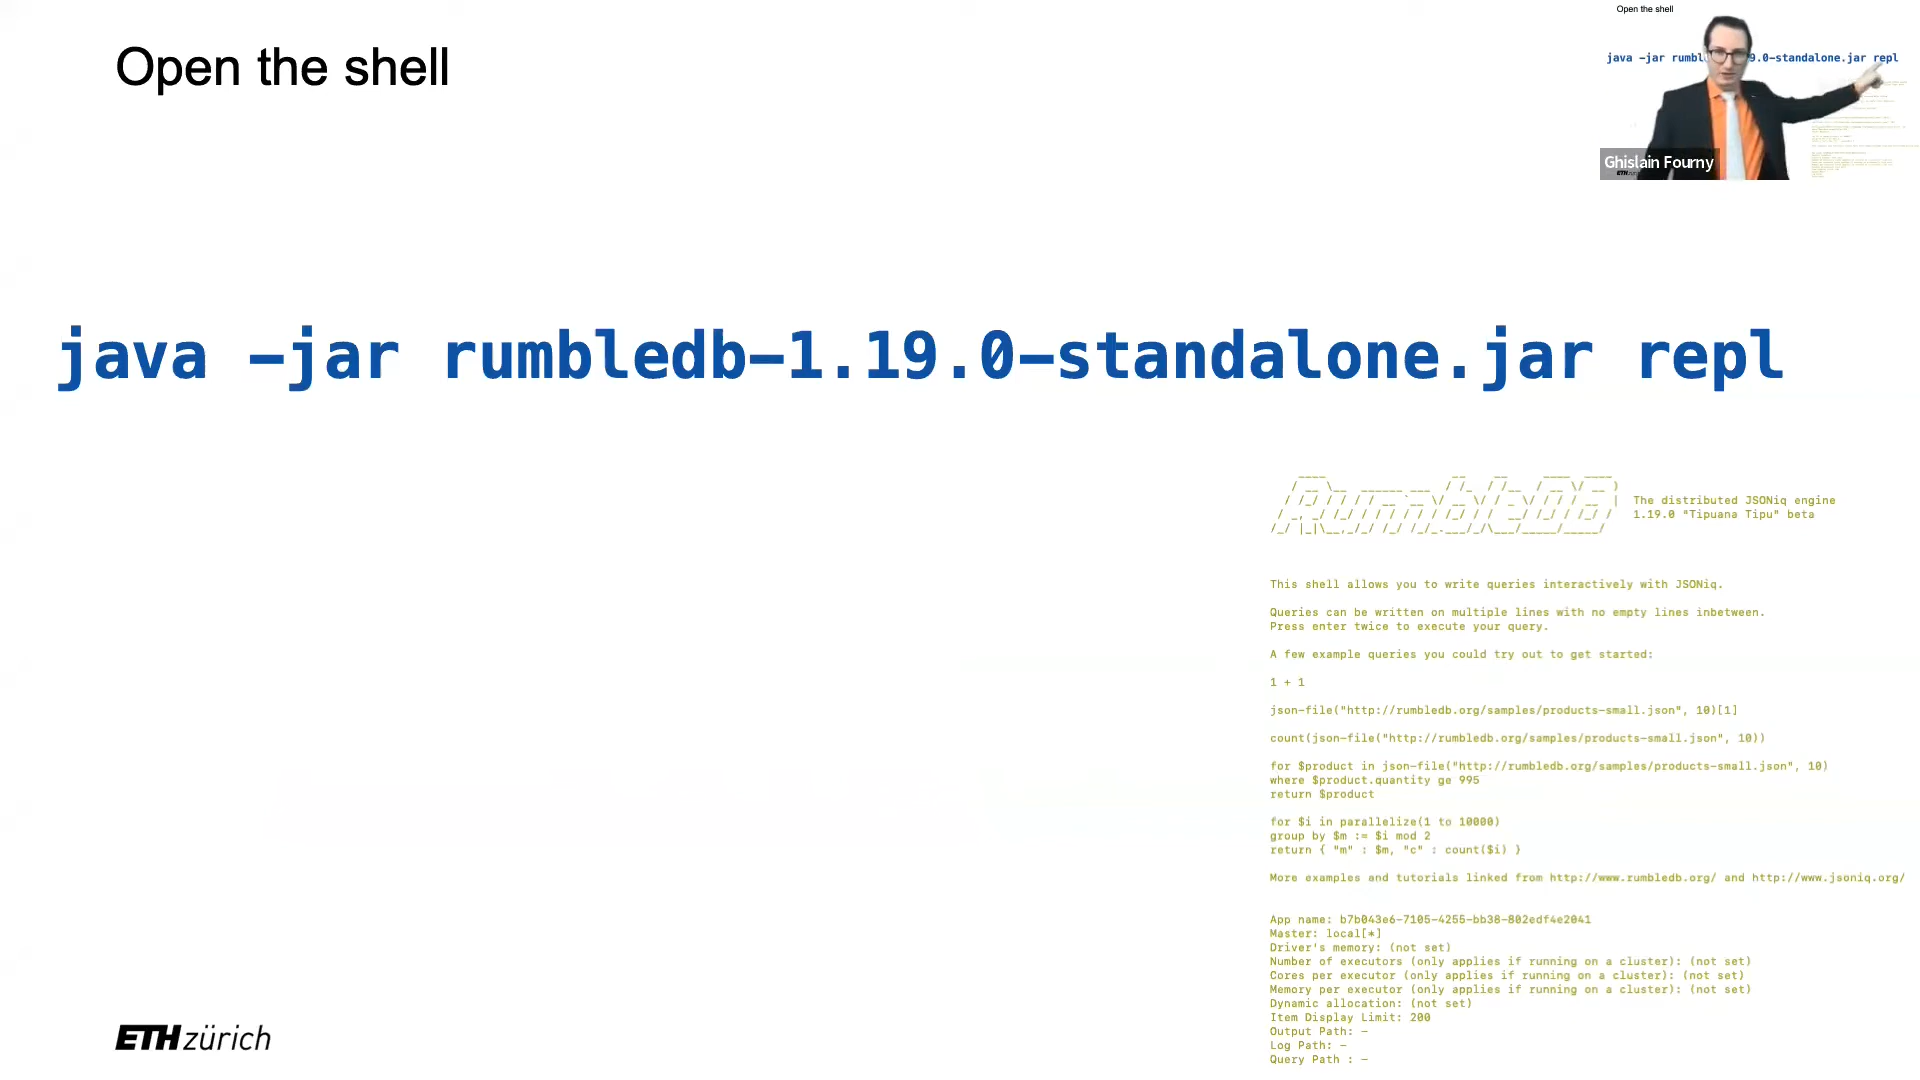 Open the shell
java -jar rumbledb-1.19.0-standalone.jar repl
Open the shell
java -jar rumbl 9.0-standalone.jar repl
Ghislain Fourny
ETH
RumbleDB
The distributed JSONiq engine
1.19.0 "Tipuana Tipu" beta
This shell allows you to write queries interactively with JSONiq.
Queries can be written on multiple lines with no empty lines inbetween.
Press enter twice to execute your query.
A few example queries you could try out to get started:
1 + 1
json-file("http://rumbledb.org/samples/products-small.json", 10)[1]
count(json-file("http://rumbledb.org/samples/products-small.json", 10))
for $product in json-file("http://rumbledb.org/samples/products-small.json", 10)
where $product.quantity ge 995
return $product
for $i in parallelize(1 to 10000)
group by $m := $i mod 2
return { "m" : $m, "c" : count($i) }
More examples and tutorials linked from http://www.rumbledb.org/ and http://www.jsoniq.org/
App name: b7b043e6-7105-4255-bb38-802edf4e2041
Master: local[*]
Driver's memory: (not set)
Number of executors (only applies if running on a cluster): (not set)
Cores per executor (only applies if running on a cluster): (not set)
Memory per executor (only applies if running on a cluster): (not set)
Dynamic allocation: (not set)
Item Display Limit: 200
Output Path: -
Log Path: -
Query Path : -
ETH zürich